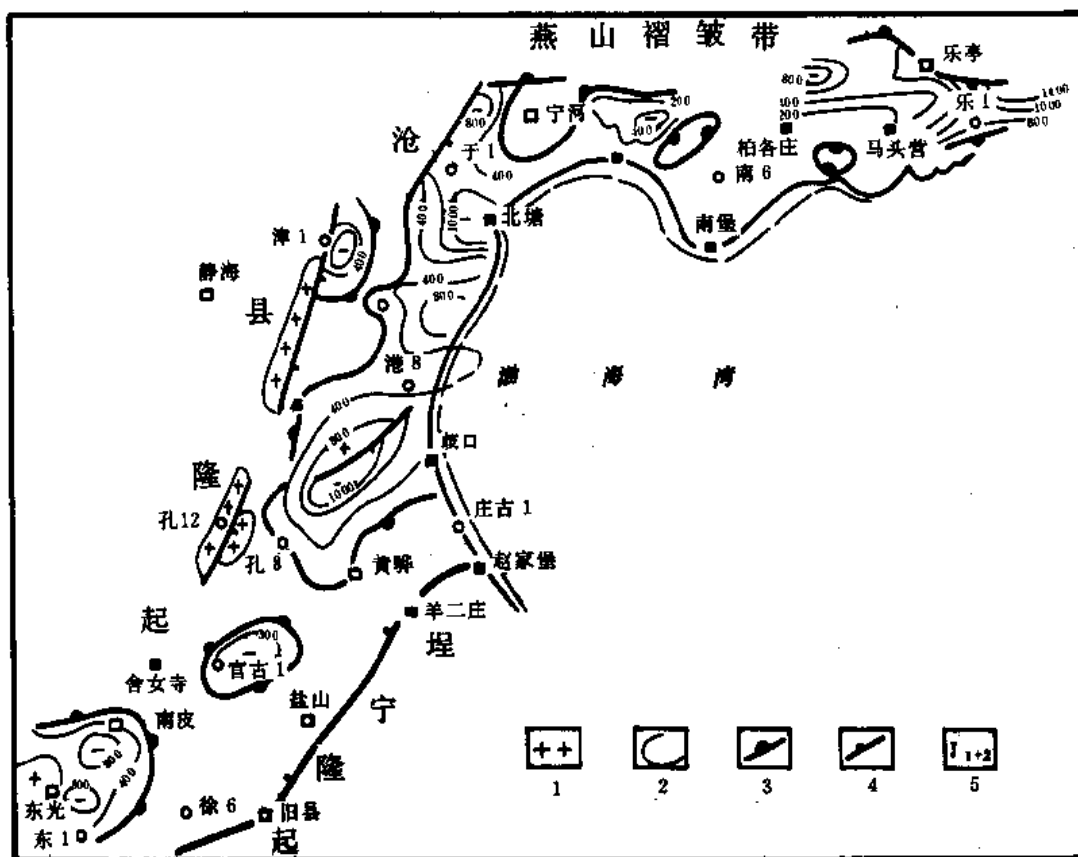 燕山褶皱带
乐亭
800
宁河
200
400
乐1
1400
1000
800
400
200
柏各庄
马头营
沧
800
于1
400
400
1000
北塘
南6
南堡
津1
400
静海
县
400
800
港8
渤海湾
400
800
1000
歧口
隆
孔12
孔8
庄古1
黄骅
赵家堡
羊二庄
起
埕
300
官古1
舍女寺
盐山
宁
南皮
800
400
800
东光
东1
徐6
旧县
隆
起
1
2
3
4
5